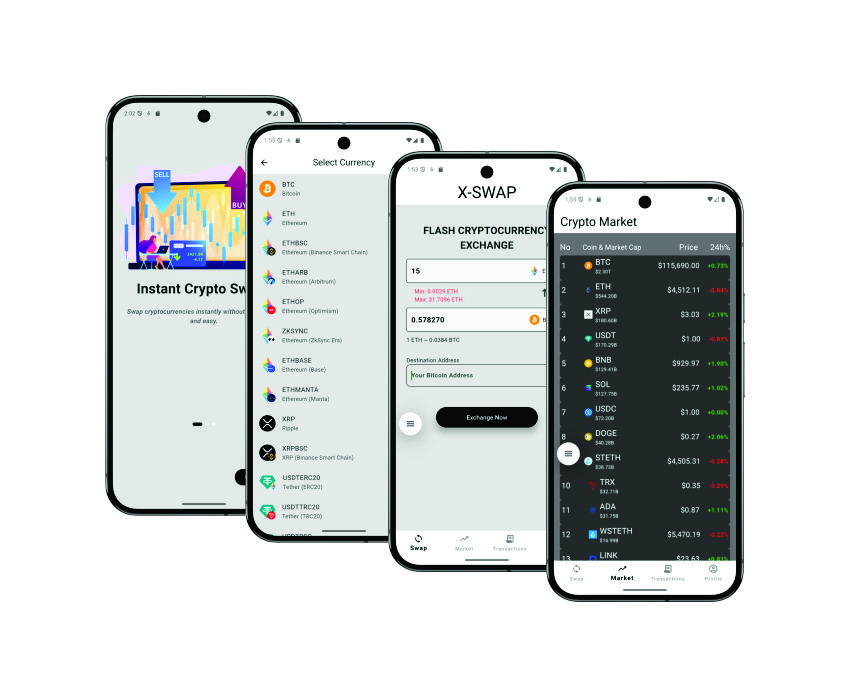 2:02
SELL
BUY
Instant Crypto Sw
Swap cryptocurrencies instantly without
and easy.
1:55
Select Currency
BTC
Bitcoin
ETH
Ethereum
ETHBSC
Ethereum (Binance Smart Chain)
ETHARB
Ethereum (Arbitrum)
ETHOP
Ethereum (Optimism)
ZKSYNC
Ethereum (ZkSync Era)
ETHBASE
Ethereum (Base)
ETHMANTA
Ethereum (Manta)
XRP
Ripple
XRPBSC
XRP (Binance Smart Chain)
USDTERC20
Tether (ERC20)
USDTTRC20
Tether (TRC20)
1:53
X-SWAP
FLASH CRYPTOCURRENCY
EXCHANGE
15
Min: 0.0029 ETH
Max: 31.7096 ETH
0.578270
1 ETH ~ 0.0384 BTC
Destination Address
Your Bitcoin Address
Exchange Now
Swap Market Transactions
1:53
Crypto Market
No Coin & Market Cap Price 24h%
1 BTC $115,690.00 +0.73%
$2.30T
2 ETH $4,512.11 -0.54%
$544.20B
3 XRP $3.03 +2.19%
$180.60B
4 USDT $1.00 -0.01%
$170.29B
5 BNB $929.97 +1.90%
$129.41B
6 SOL $235.77 +1.02%
$127.75B
7 USDC $1.00 +0.00%
$73.20B
8 DOGE $0.27 +2.06%
$40.28B
STETH $4,505.31 -0.28%
$38.73B
10 TRX $0.35 -0.29%
$32.71B
11 ADA $0.87 +1.11%
$31.75B
12 WSTETH $5,470.19 -0.22%
$16.99B
13 LINK $23.63 +0.81%
Swap Market Transactions Profile